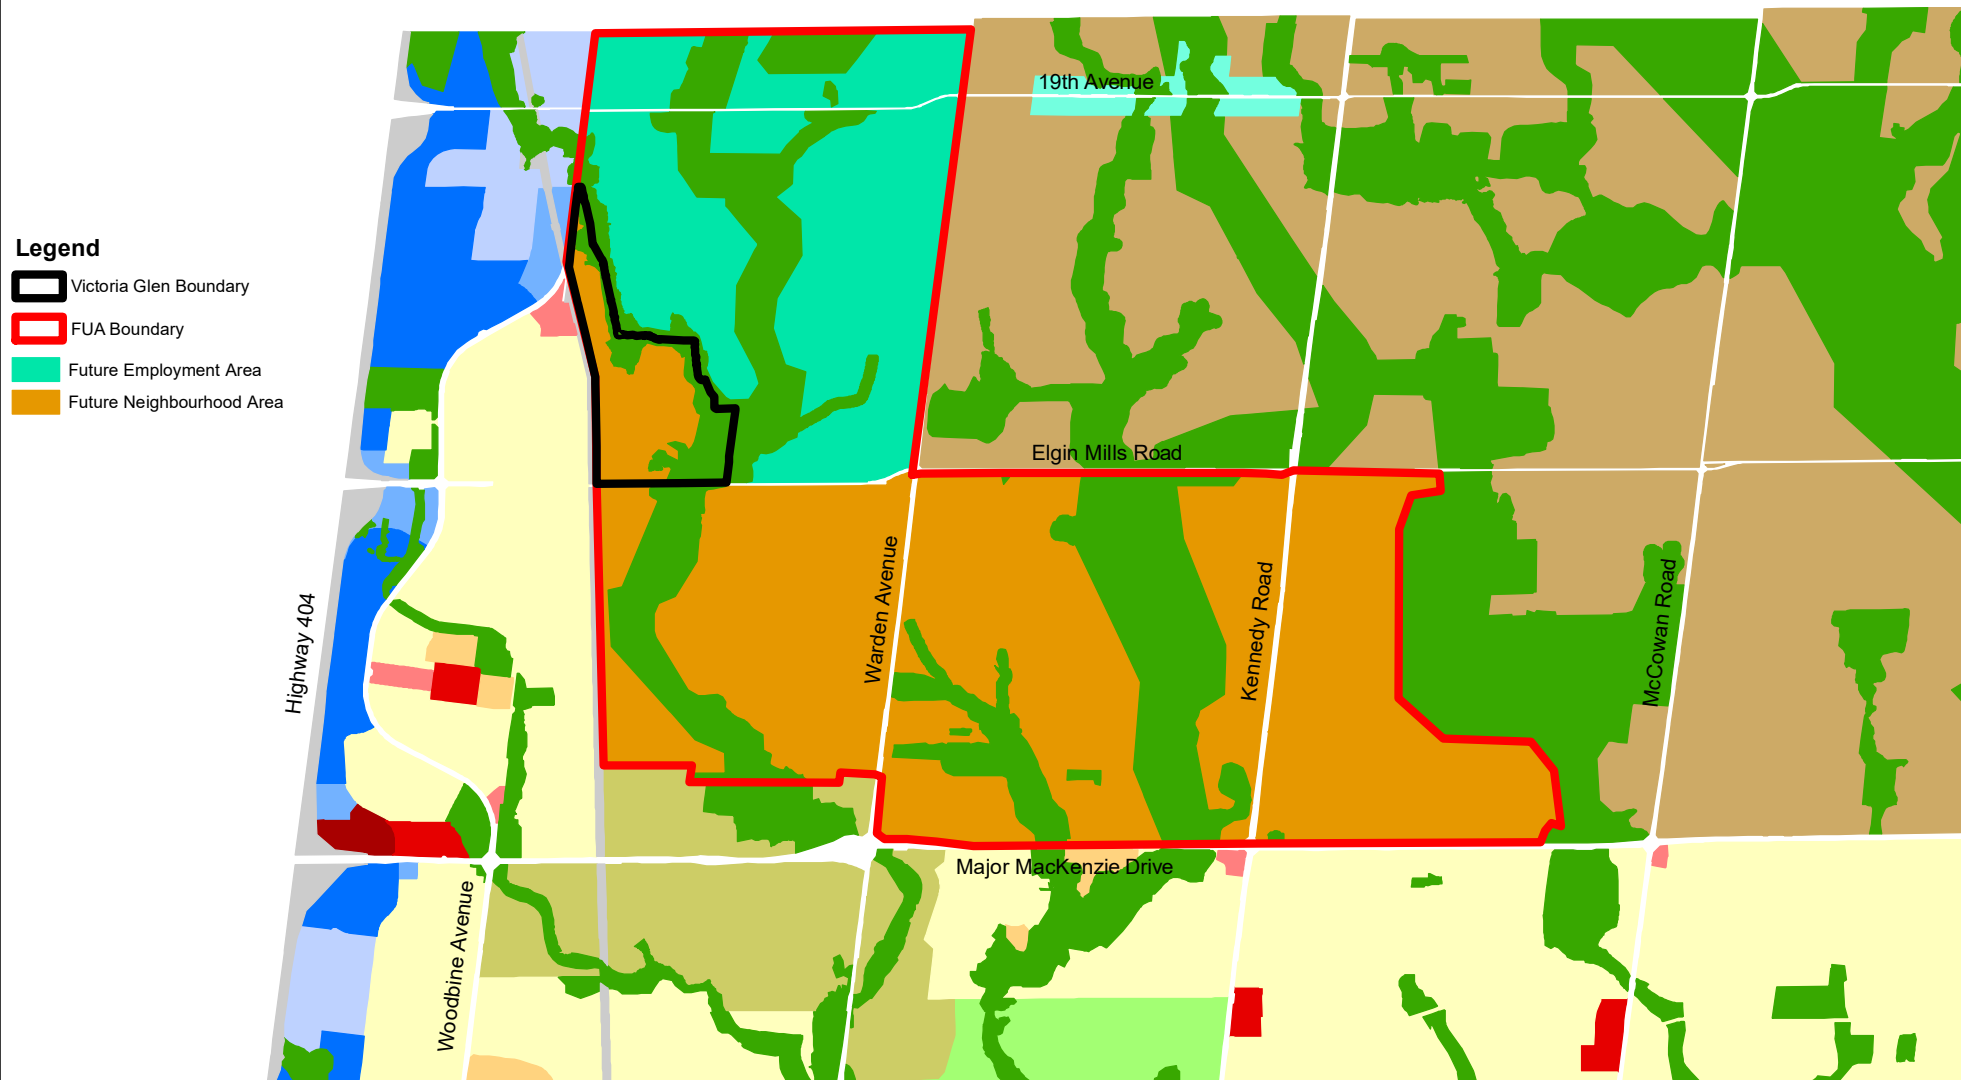 Legend
Victoria Glen Boundary
FUA Boundary
Future Employment Area
Future Neighbourhood Area
19th Avenue
Elgin Mills Road
Highway 404
Warden Avenue
Kennedy Road
McCowan Road
Major MacKenzie Drive
Woodbine Avenue